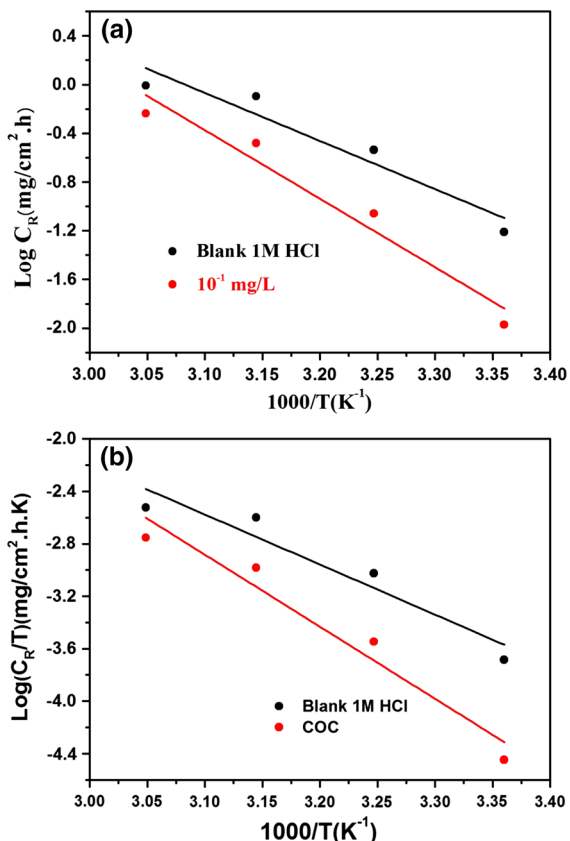 (a)
0.4
0.0
-0.4
-0.8
-1.2
-1.6
-2.0
Log C_R(mg/cm².h)
Blank 1M HCl
10⁻¹ mg/L
3.00 3.05 3.10 3.15 3.20 3.25 3.30 3.35 3.40
1000/T(K⁻¹)
(b)
-2.0
-2.4
-2.8
-3.2
-3.6
-4.0
-4.4
Log(C_R/T)(mg/cm².h.K)
Blank 1M HCl
COC
3.00 3.05 3.10 3.15 3.20 3.25 3.30 3.35 3.40
1000/T(K⁻¹)